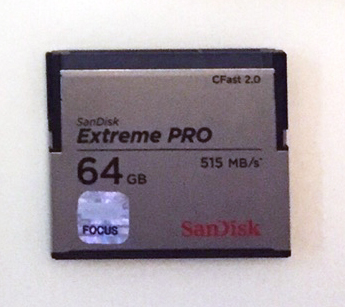 CFast 2.0
SanDisk
Extreme PRO
64 GB 515 MB/s*
FOCUS
SanDisk